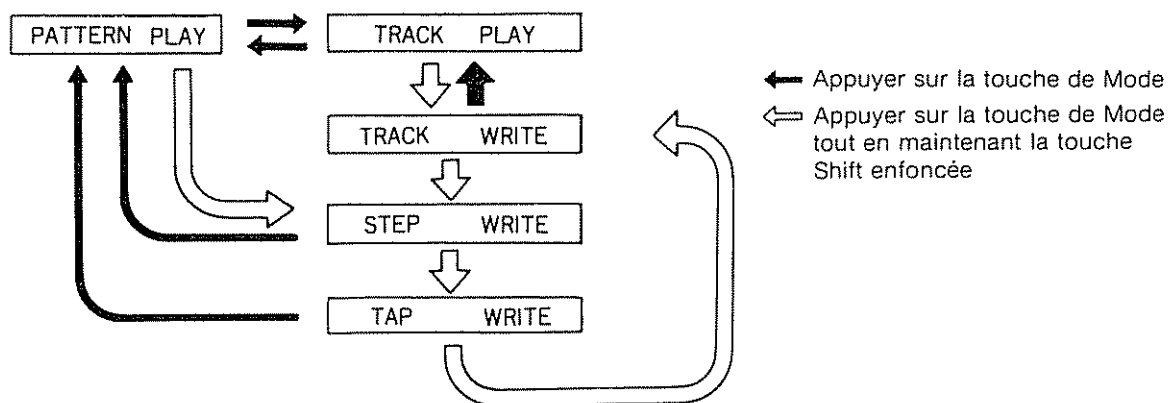 PATTERN PLAY
TRACK PLAY
TRACK WRITE
STEP WRITE
TAP WRITE
Appuyer sur la touche de Mode
Appuyer sur la touche de Mode
tout en maintenant la touche
Shift enfoncée